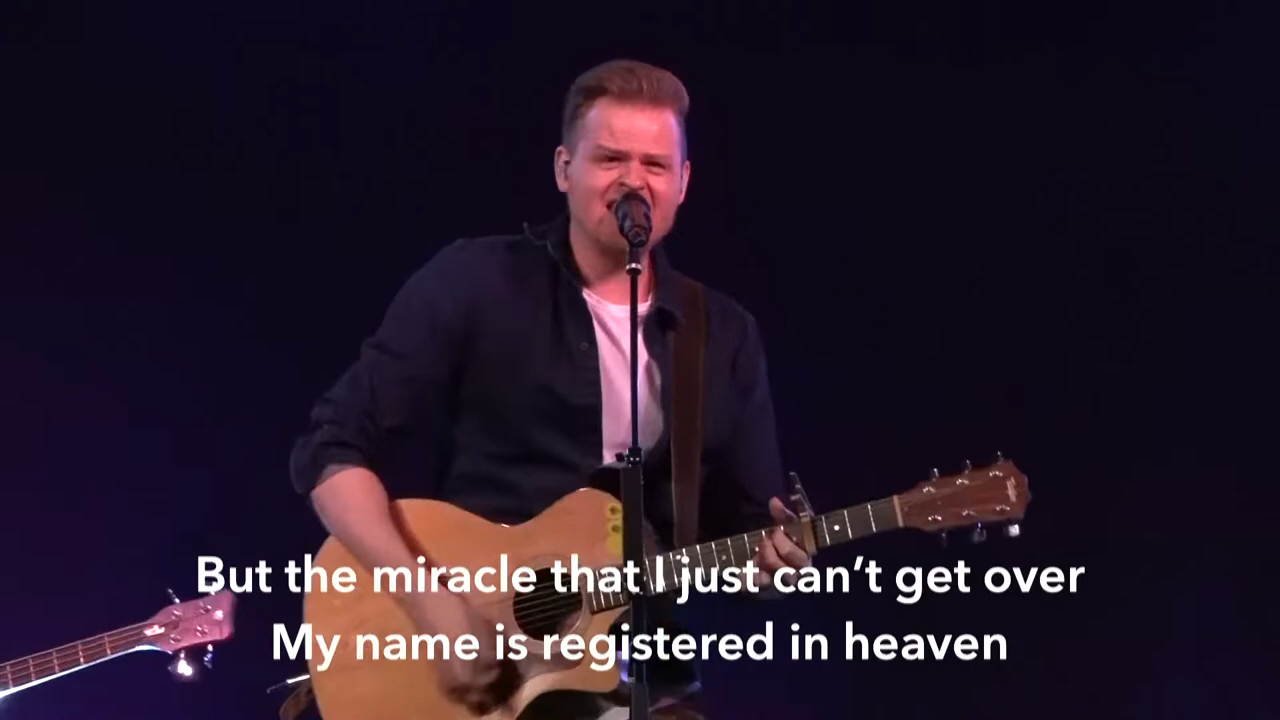 But the miracle that I just can't get over
My name is registered in heaven